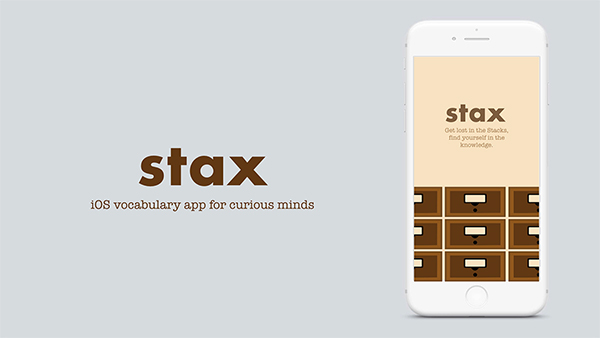 stax
iOS vocabulary app for curious minds
stax
Get lost in the Stacks,
find yourself in the
knowledge.